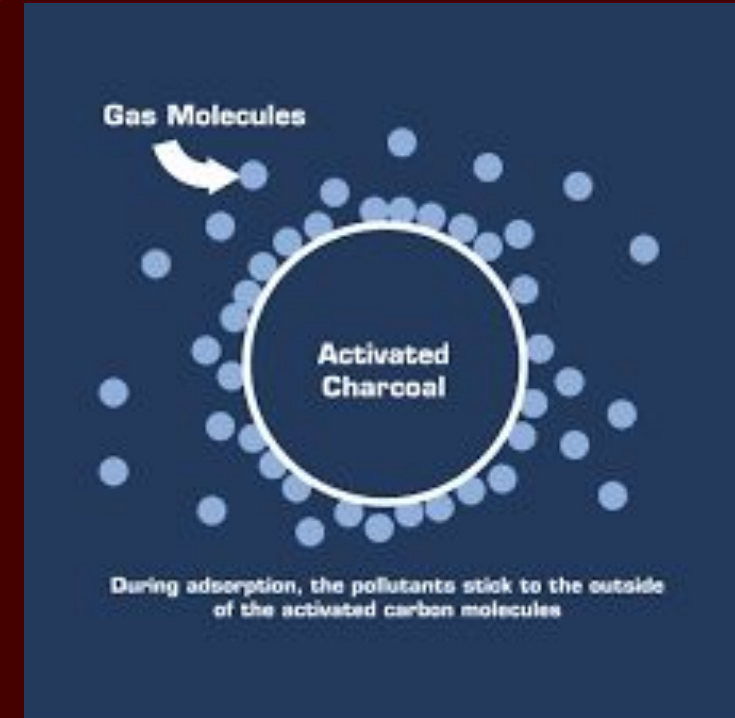 Gas Molecules
Activated
Charcoal
During adsorption, the pollutants stick to the outside
of the activated carbon molecules